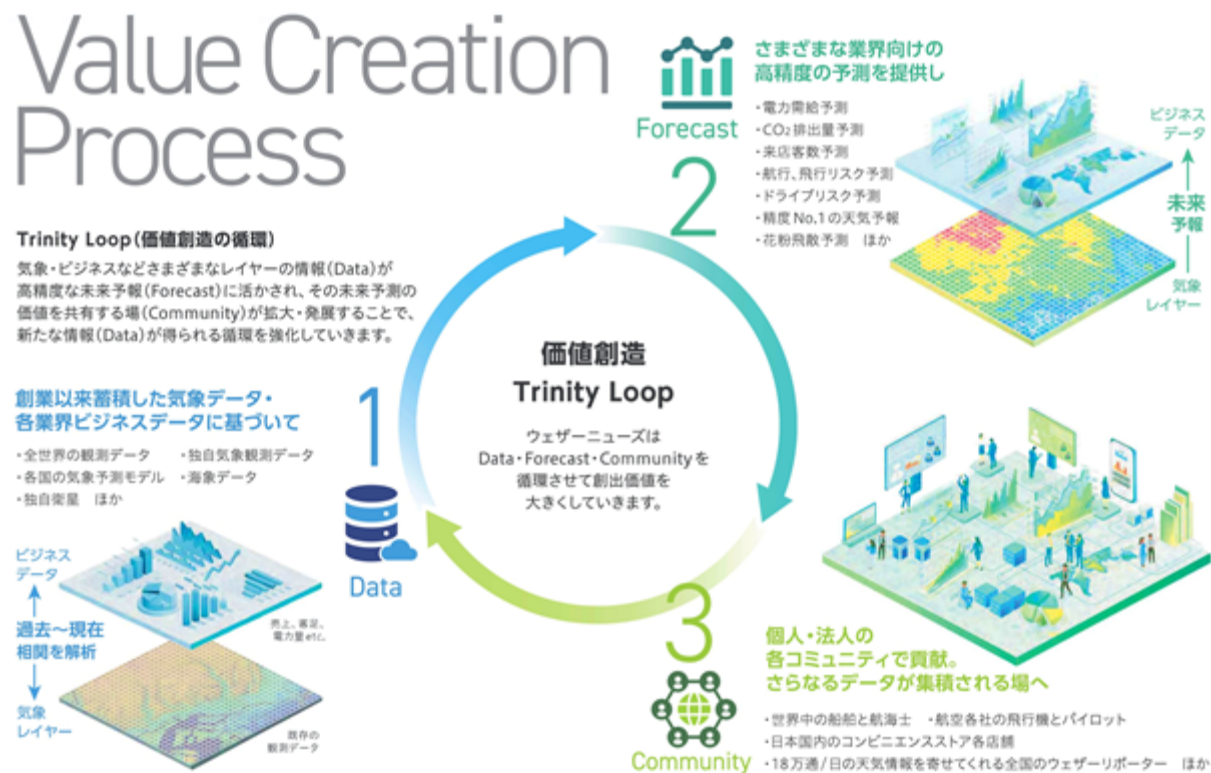 Value Creation
Process
Trinity Loop(価値創造の循環)
気象・ビジネスなどさまざまなレイヤーの情報(Data)が
高精度な未来予報(Forecast)に活かされ、その未来予測の
価値を共有する場(Community)が拡大・発展することで、
新たな情報(Data)が得られる循環を強化していきます。
創業以来蓄積した気象データ・
各業界ビジネスデータに基づいて
・全世界の観測データ ・独自気象観測データ
・各国の気象予測モデル ・海象データ
・独自衛星 ほか
1
Data
ビジネス
データ
過去~現在
相関を解析
気象
レイヤー
売上、客足、
電力量etc.
既存の
観測データ
価値創造
Trinity Loop
ウェザーニューズは
Data・Forecast・Communityを
循環させて創出価値を
大きくしていきます。
Forecast
2
さまざまな業界向けの
高精度の予測を提供し
・電力需給予測
・CO₂排出量予測
・来店客数予測
・航行、飛行リスク予測
・ドライブリスク予測
・精度No.1の天気予報
・花粉飛散予測 ほか
ビジネス
データ
未来
予報
気象
レイヤー
3
Community
個人・法人の
各コミュニティで貢献。
さらなるデータが集積される場へ
・世界中の船舶と航海士 ・航空各社の飛行機とパイロット
・日本国内のコンビニエンスストア各店舗
・18万通/日の天気情報を寄せてくれる全国のウェザーリポーター ほか